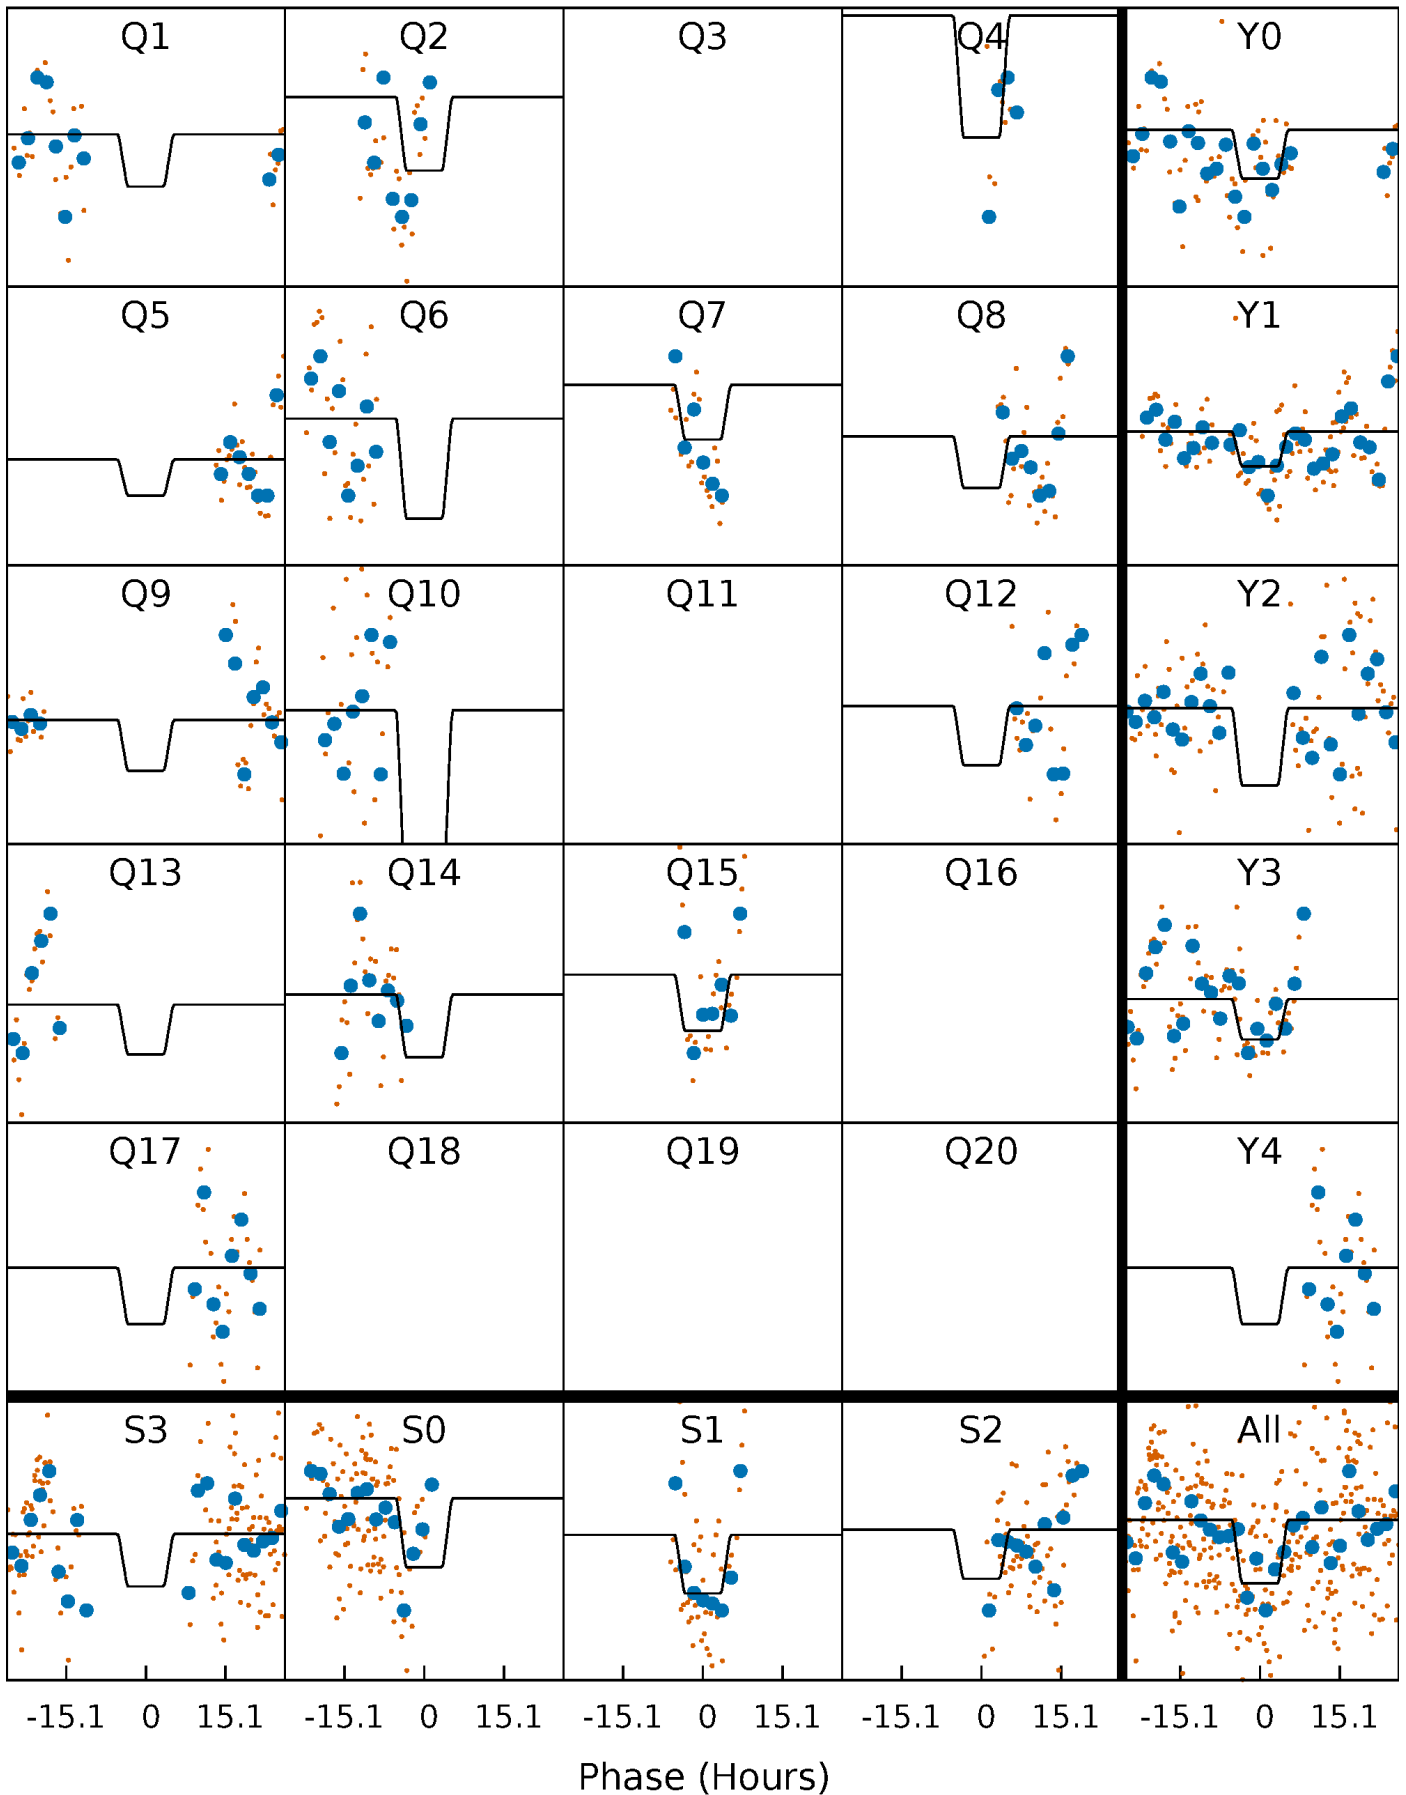 Q1 Q2 Q3 Q4 Y0
Q5 Q6 Q7 Q8 Y1
Q9 Q10 Q11 Q12 Y2
Q13 Q14 Q15 Q16 Y3
Q17 Q18 Q19 Q20 Y4
S3 S0 S1 S2 All
-15.1 0 15.1 -15.1 0 15.1 -15.1 0 15.1 -15.1 0 15.1 -15.1 0 15.1
Phase (Hours)